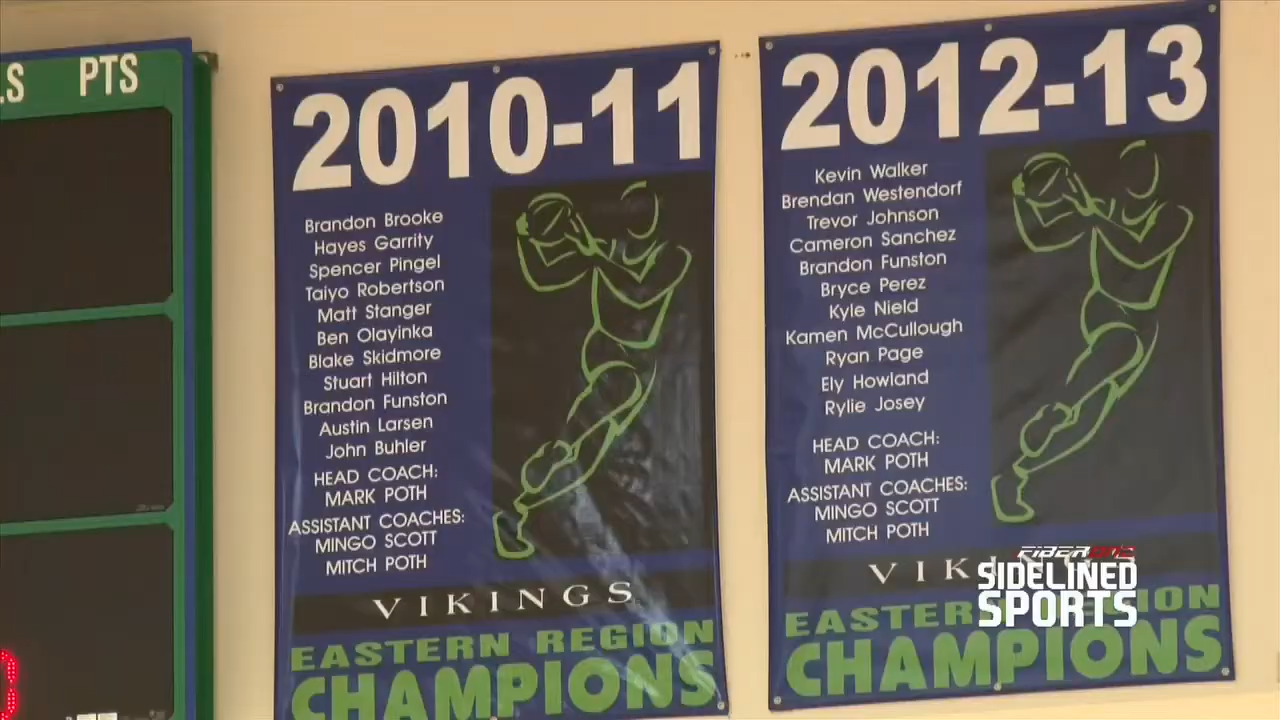 LS PTS
2010-11
Brandon Brooke
Hayes Garrity
Spencer Pingel
Taiyo Robertson
Matt Stanger
Ben Olayinka
Blake Skidmore
Stuart Hilton
Brandon Funston
Austin Larsen
John Buhler
HEAD COACH:
MARK POTH
ASSISTANT COACHES:
MINGO SCOTT
MITCH POTH
VIKINGS
EASTERN REGION
CHAMPIONS
2012-13
Kevin Walker
Brendan Westendorf
Trevor Johnson
Cameron Sanchez
Brandon Funston
Bryce Perez
Kyle Nield
Kamen McCullough
Ryan Page
Ely Howland
Rylie Josey
HEAD COACH:
MARK POTH
ASSISTANT COACHES:
MINGO SCOTT
MITCH POTH
EASTERN REGION
CHAMPIONS
FIBERONE
SIDELINED
SPORTS